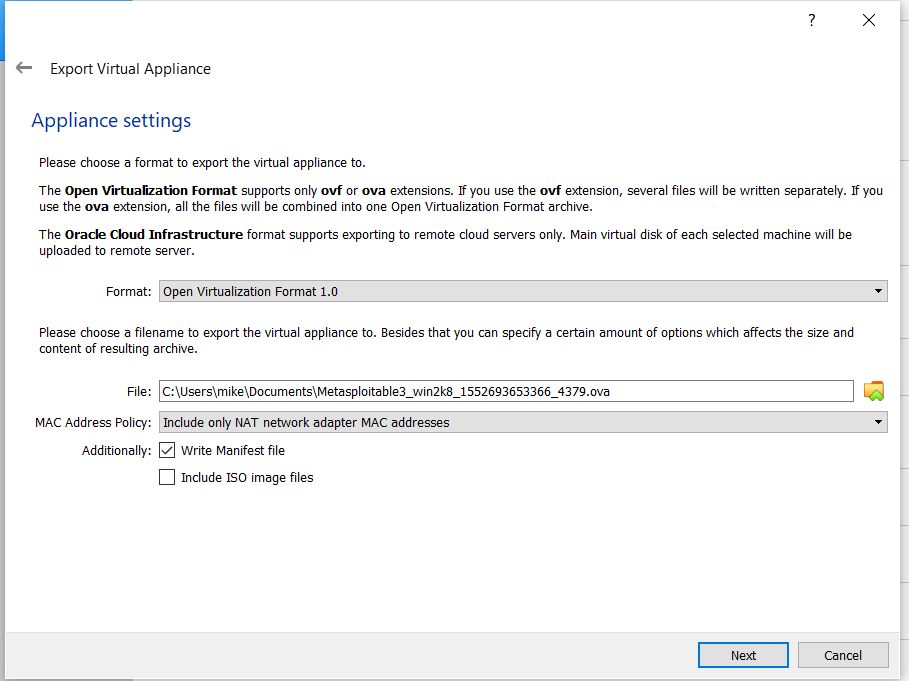 ?
Export Virtual Appliance
Appliance settings
Please choose a format to export the virtual appliance to.
The Open Virtualization Format supports only ovf or ova extensions. If you use the ovf extension, several files will be written separately. If you
use the ova extension, all the files will be combined into one Open Virtualization Format archive.
The Oracle Cloud Infrastructure format supports exporting to remote cloud servers only. Main virtual disk of each selected machine will be
uploaded to remote server.
Format: Open Virtualization Format 1.0
Please choose a filename to export the virtual appliance to. Besides that you can specify a certain amount of options which affects the size and
content of resulting archive.
File: C:\Users\mike\Documents\Metasploitable3_win2k8_1552693653366_4379.ova
MAC Address Policy: Include only NAT network adapter MAC addresses
Additionally: Write Manifest file
Include ISO image files
Next Cancel